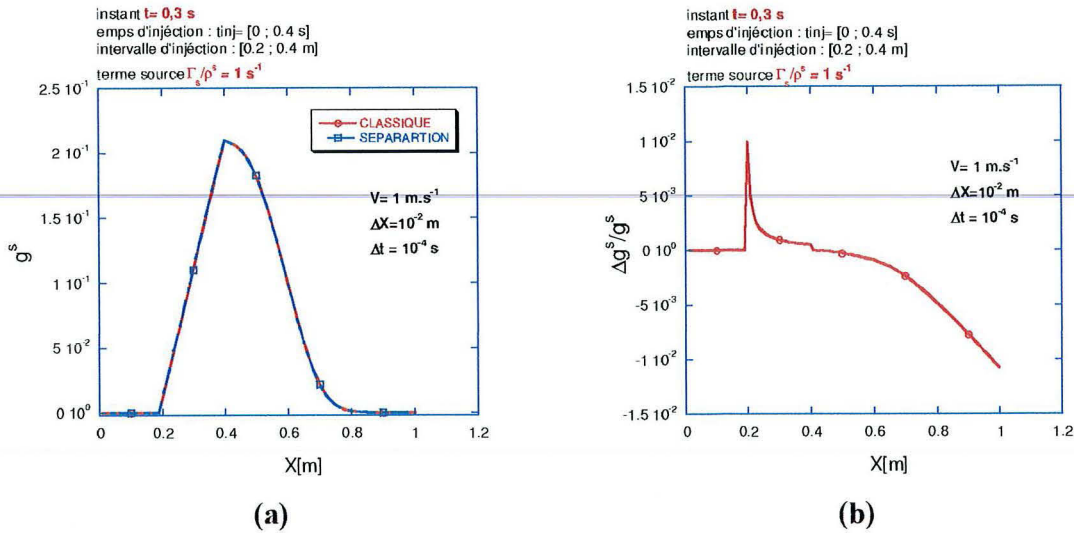 instant t= 0,3 s
emps d'injéction : tinj= [0 ; 0.4 s]
intervalle d'injéction : [0.2 ; 0.4 m]
terme source Γs/ρs = 1 s-1
2.5 10-1
2 10-1
1.5 10-1
1 10-1
5 10-2
0 100
gs
CLASSIQUE
SEPARARTION
V= 1 m.s-1
ΔX=10-2 m
Δt = 10-4 s
0 0.2 0.4 0.6 0.8 1 1.2
X[m]
(a)
instant t= 0,3 s
emps d'injéction : tinj= [0 ; 0.4 s]
intervalle d'injéction : [0.2 ; 0.4 m]
terme source Γs/ρs = 1 s-1
1.5 10-2
1 10-2
5 10-3
0 100
-5 10-3
-1 10-2
-1.5 10-2
Δgs/gs
V= 1 m.s-1
ΔX=10-2 m
Δt = 10-4 s
0 0.2 0.4 0.6 0.8 1 1.2
X[m]
(b)